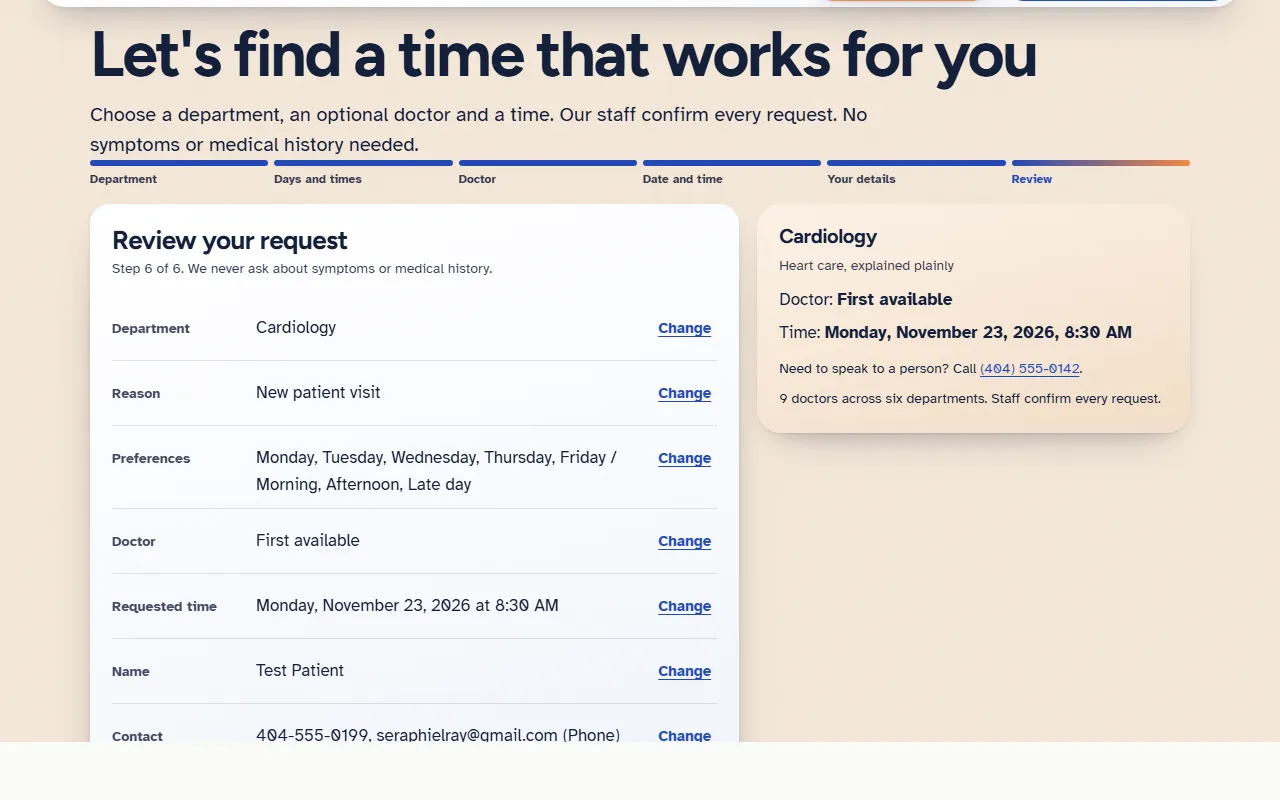 Let's find a time that works for you
Choose a department, an optional doctor and a time. Our staff confirm every request. No
symptoms or medical history needed.
Department
Days and times
Doctor
Date and time
Your details
Review
Review your request
Step 6 of 6. We never ask about symptoms or medical history.
Department
Cardiology
Change
Reason
New patient visit
Change
Preferences
Monday, Tuesday, Wednesday, Thursday, Friday /
Morning, Afternoon, Late day
Change
Doctor
First available
Change
Requested time
Monday, November 23, 2026 at 8:30 AM
Change
Name
Test Patient
Change
Contact
404-555-0199, seraphielray@gmail.com (Phone)
Change
Cardiology
Heart care, explained plainly
Doctor: First available
Time: Monday, November 23, 2026, 8:30 AM
Need to speak to a person? Call (404) 555-0142.
9 doctors across six departments. Staff confirm every request.